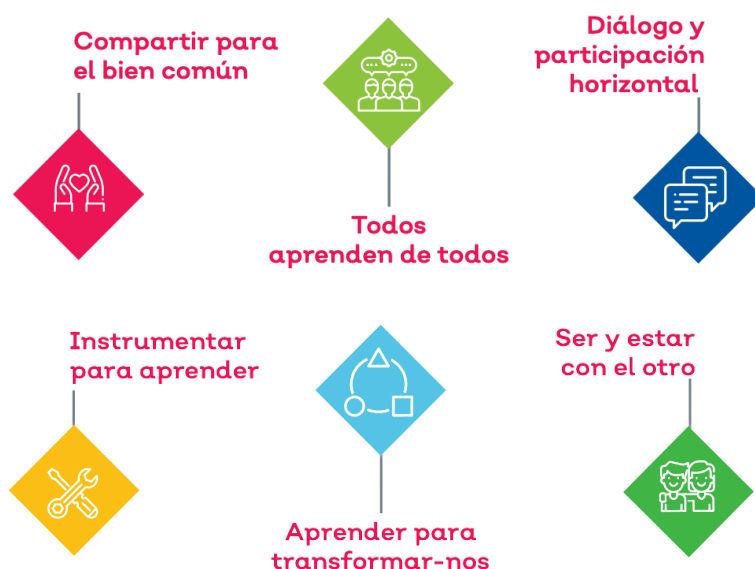 Compartir para
el bien común
Todos
aprenden de todos
Diálogo y
participación
horizontal
Instrumentar
para aprender
Aprender para
transformar-nos
Ser y estar
con el otro